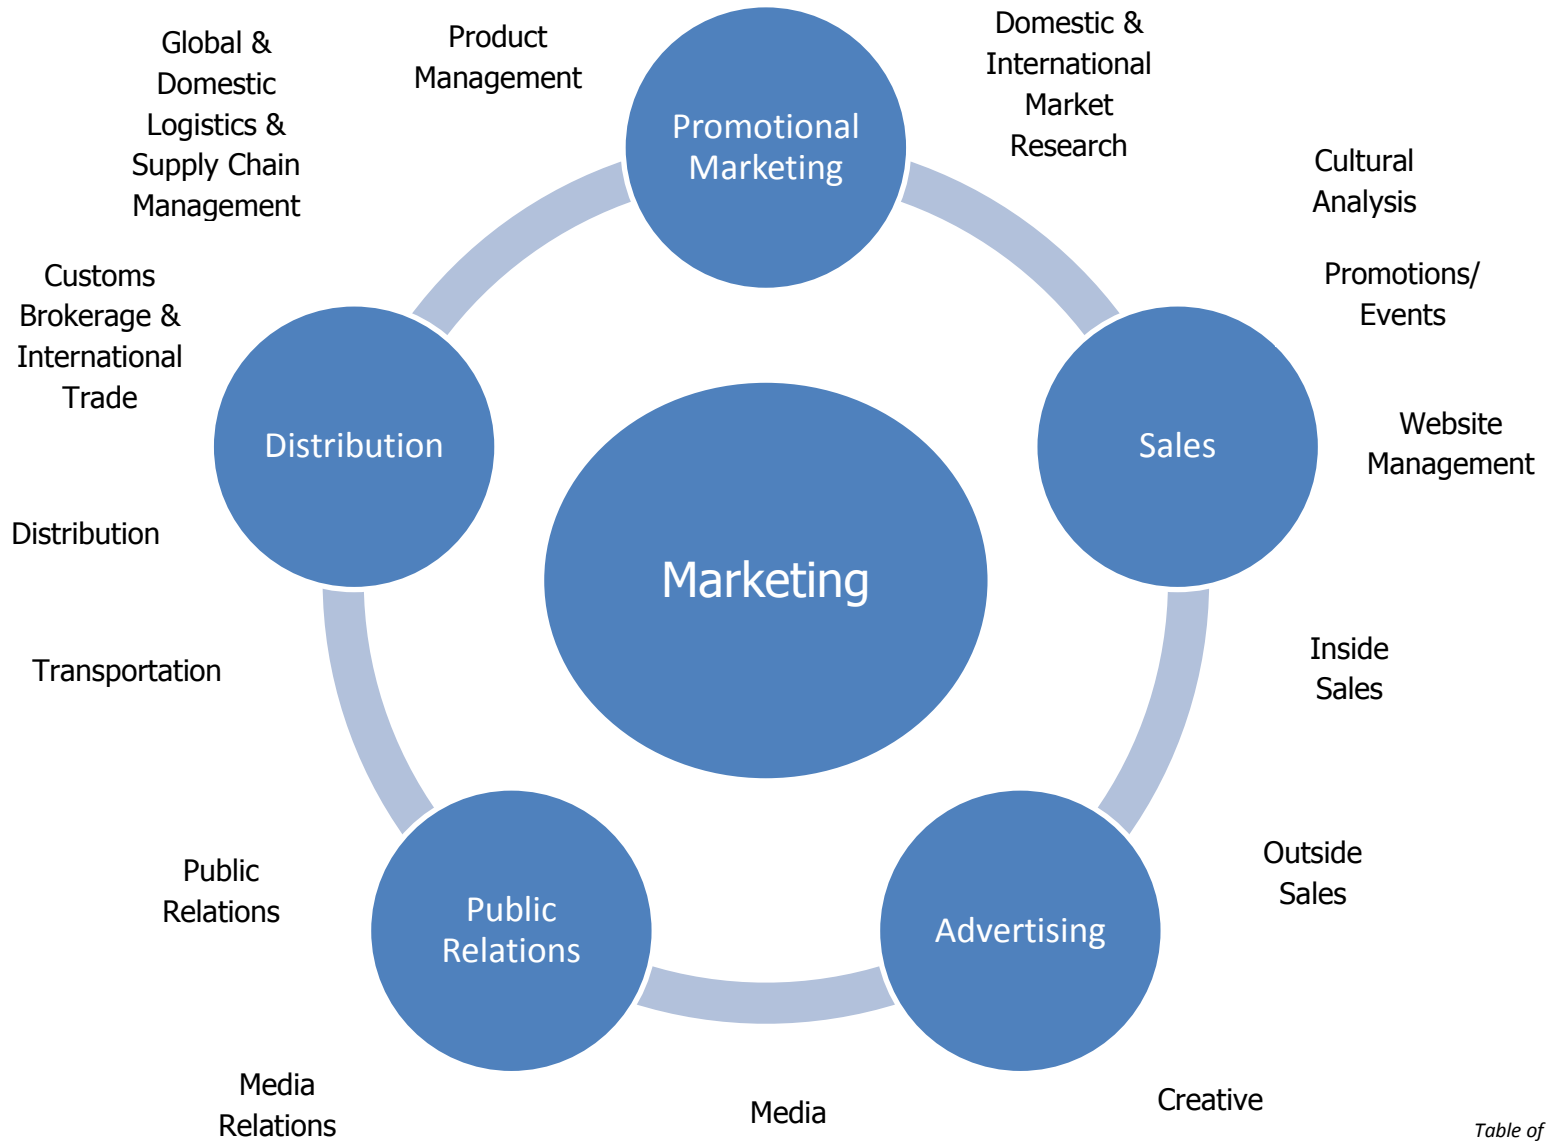 Global &
Domestic
Logistics &
Supply Chain
Management
Product
Management
Domestic &
International
Market
Research
Promotional
Marketing
Cultural
Analysis
Customs
Brokerage &
International
Trade
Promotions/
Events
Distribution
Sales
Website
Management
Distribution
Marketing
Transportation
Inside
Sales
Public
Relations
Public
Relations
Advertising
Outside
Sales
Media
Relations
Media
Creative
Table of